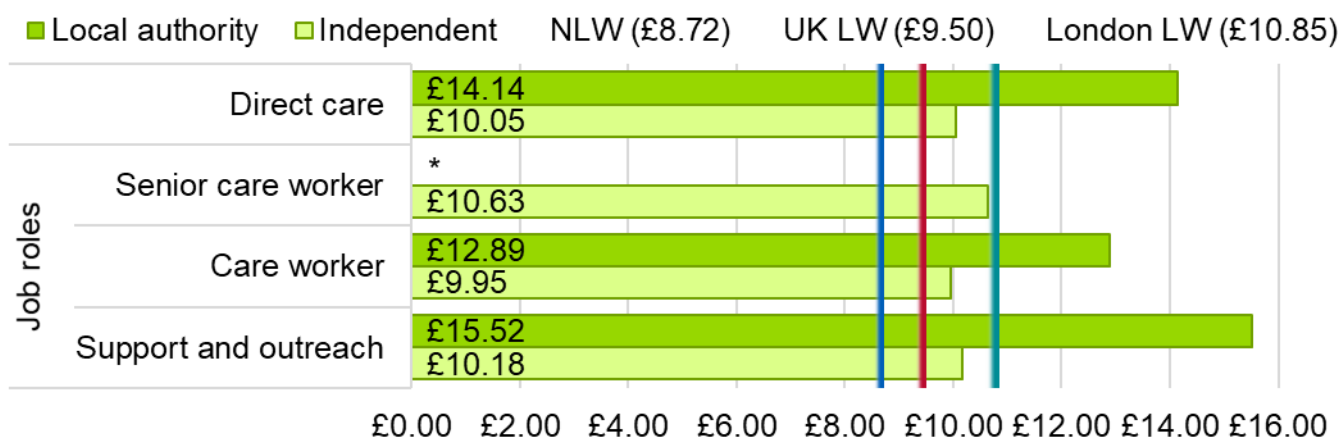 Local authority Independent NLW (£8.72) UK LW (£9.50) London LW (£10.85)
Direct care £14.14
£10.05
Senior care worker *
£10.63
Job roles
Care worker £12.89
£9.95
Support and outreach £15.52
£10.18
£0.00 £2.00 £4.00 £6.00 £8.00 £10.00 £12.00 £14.00 £16.00